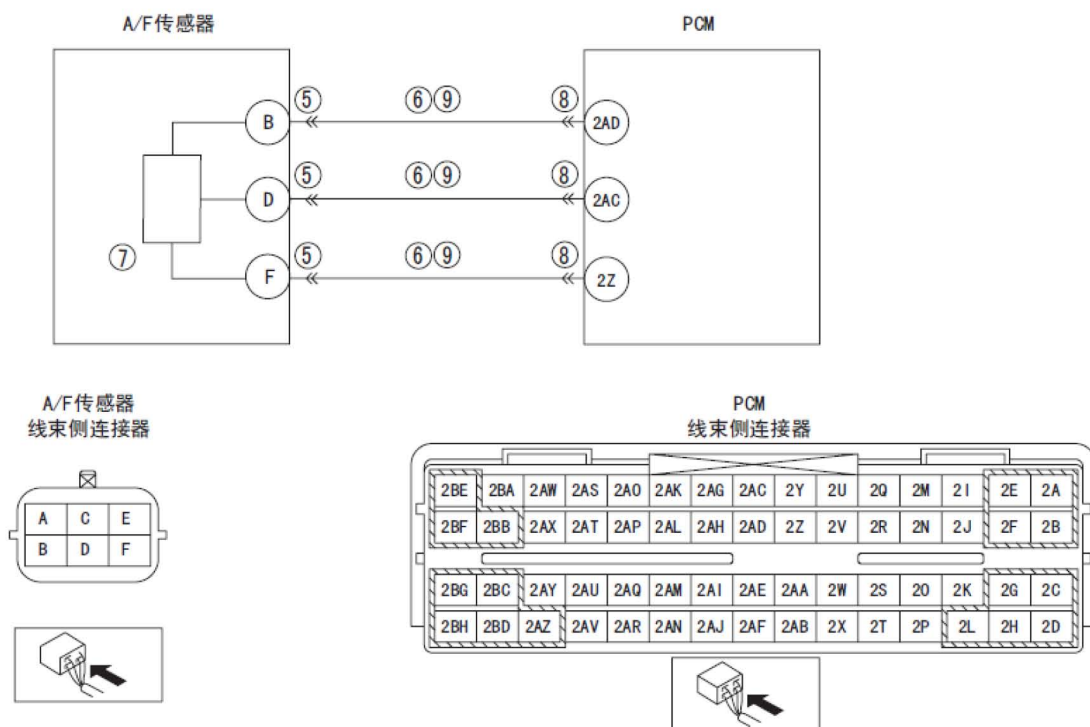 A/F传感器
PCM
⑤ ⑥⑨ ⑧
B 2AD
⑤ ⑥⑨ ⑧
D 2AC
⑦
⑤ ⑥⑨ ⑧
F 2Z
A/F传感器
线束侧连接器
A C E
B D F
PCM
线束侧连接器
2BE 2BA 2AW 2AS 2AO 2AK 2AG 2AC 2Y 2U 2Q 2M 2I 2E 2A
2BF 2BB 2AX 2AT 2AP 2AL 2AH 2AD 2Z 2V 2R 2N 2J 2F 2B
2BG 2BC 2AY 2AU 2AQ 2AM 2AI 2AE 2AA 2W 2S 2O 2K 2G 2C
2BH 2BD 2AZ 2AV 2AR 2AN 2AJ 2AF 2AB 2X 2T 2P 2L 2H 2D